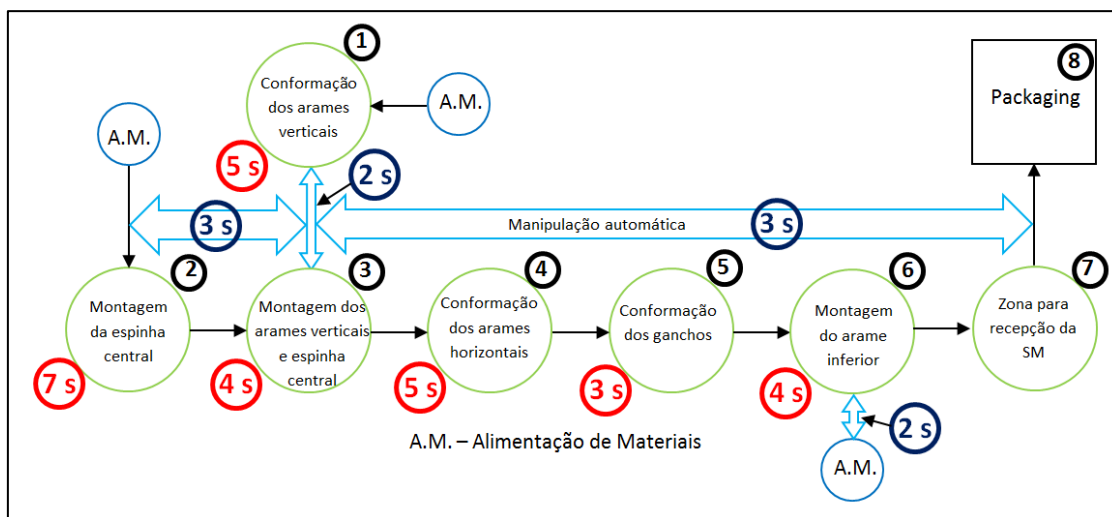 1
Conformação
dos arames
verticais
A.M.
A.M.
8
Packaging
5 s
2 s
3 s
Manipulação automática
3 s
2
Montagem
da espinha
central
7 s
3
Montagem dos
arames verticais
e espinha
central
4 s
4
Conformação
dos arames
horizontais
5 s
5
Conformação
dos ganchos
3 s
6
Montagem
do arame
inferior
4 s
7
Zona para
recepção da
SM
2 s
A.M.
A.M. – Alimentação de Materiais